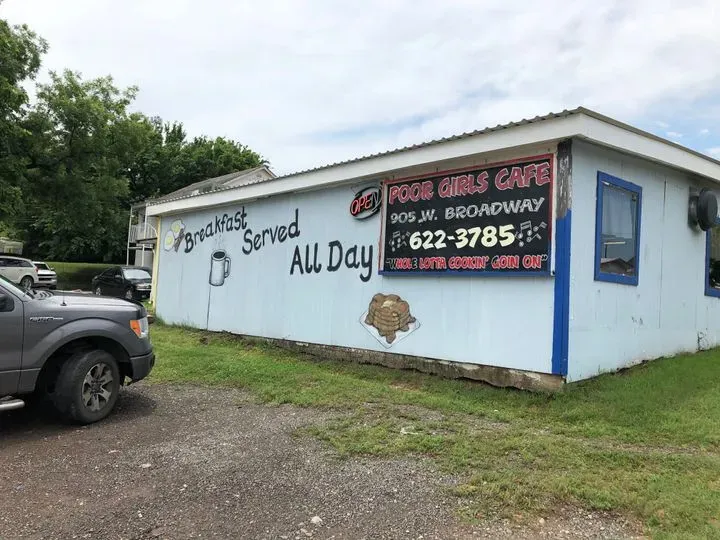 Breakfast
Served
All Day
OPEN
POOR GIRLS CAFE
905 W. BROADWAY
622-3785
"WHOLE LOTTA COOKIN' GOIN ON"